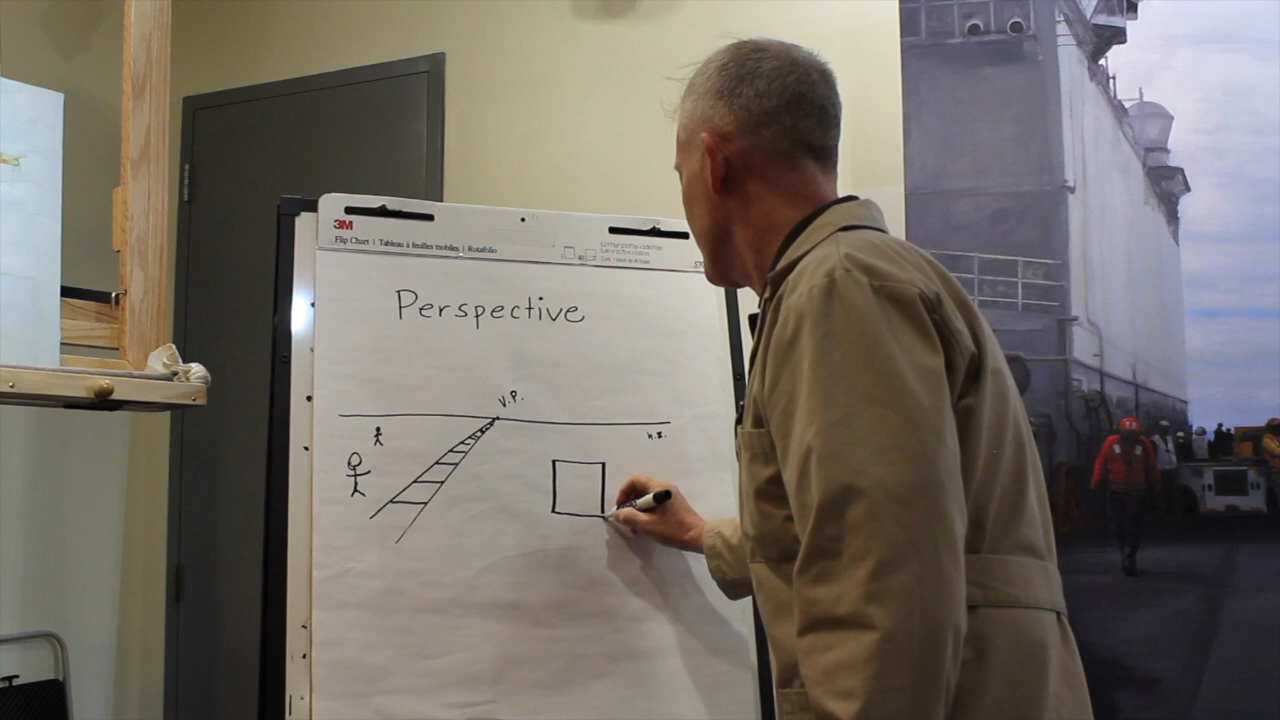 3M
Flip Chart | Tableau à feuilles mobiles | Rotafolio
Perspective
V.P.